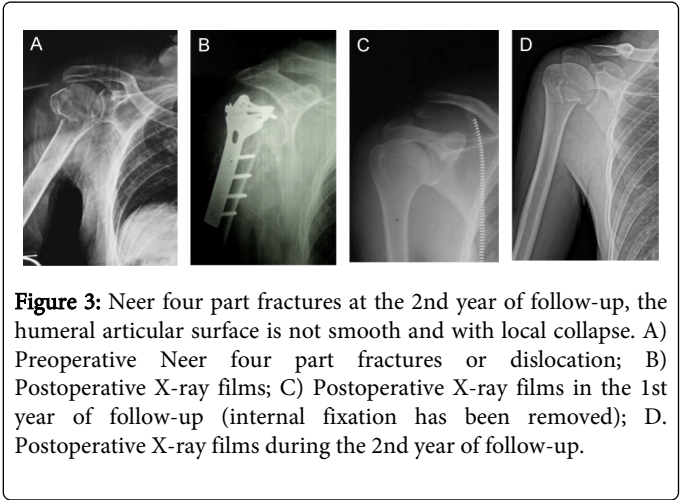 A
B
C
D
Figure 3: Neer four part fractures at the 2nd year of follow-up, the
humeral articular surface is not smooth and with local collapse. A)
Preoperative Neer four part fractures or dislocation; B)
Postoperative X-ray films; C) Postoperative X-ray films in the 1st
year of follow-up (internal fixation has been removed); D.
Postoperative X-ray films during the 2nd year of follow-up.